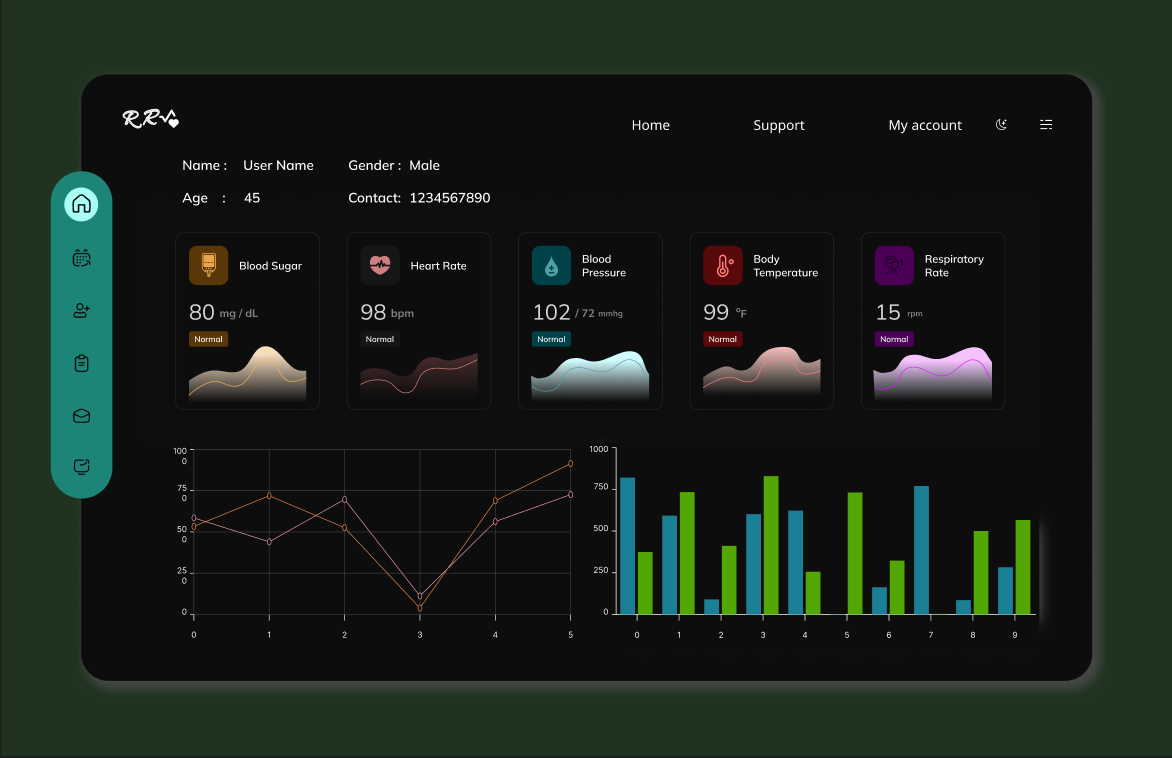 RR
Home Support My account
Name : User Name Gender : Male
Age : 45 Contact: 1234567890
Blood Sugar
80 mg / dL
Normal
Heart Rate
98 bpm
Normal
Blood
Pressure
102 / 72 mmhg
Normal
Body
Temperature
99 °F
Normal
Respiratory
Rate
15 rpm
Normal
100
0
75
0
50
0
25
0
0
0 1 2 3 4 5
1000
750
500
250
0
0 1 2 3 4 5 6 7 8 9